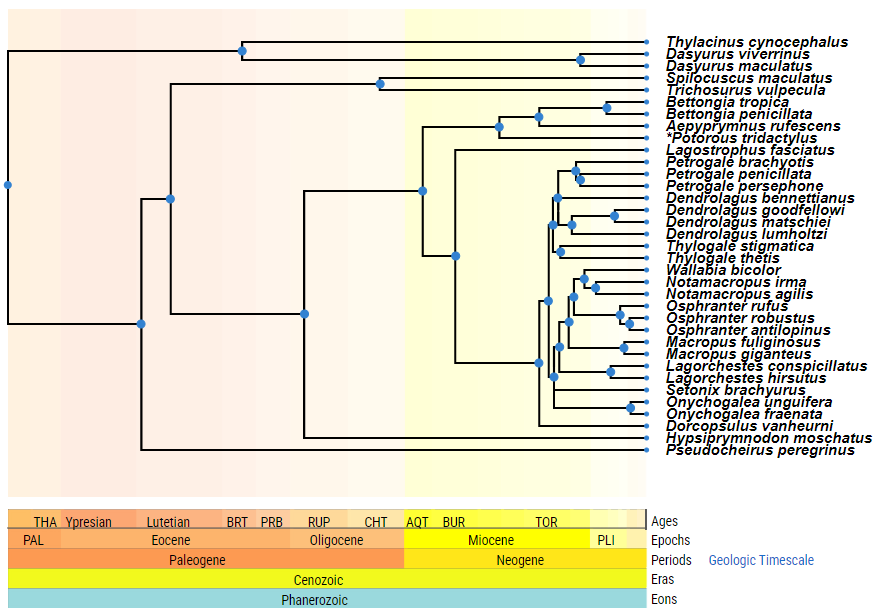 Thylacinus cynocephalus
Dasyurus viverrinus
Dasyurus maculatus
Spilocuscus maculatus
Trichosurus vulpecula
Bettongia tropica
Bettongia penicillata
Aepyprymnus rufescens
*Potorous tridactylus
Lagostrophus fasciatus
Petrogale brachyotis
Petrogale penicillata
Petrogale persephone
Dendrolagus bennettianus
Dendrolagus goodfellowi
Dendrolagus matschiei
Dendrolagus lumholtzi
Thylogale stigmatica
Thylogale thetis
Wallabia bicolor
Notamacropus irma
Notamacropus agilis
Osphranter rufus
Osphranter robustus
Osphranter antilopinus
Macropus fuliginosus
Macropus giganteus
Lagorchestes conspicillatus
Lagorchestes hirsutus
Setonix brachyurus
Onychogalea unguifera
Onychogalea fraenata
Dorcopsulus vanheurni
Hypsiprymnodon moschatus
Pseudocheirus peregrinus
THA Ypresian Lutetian BRT PRB RUP CHT AQT BUR TOR Ages
PAL Eocene Oligocene Miocene PLI Epochs
Paleogene Neogene Periods Geologic Timescale
Cenozoic Eras
Phanerozoic Eons